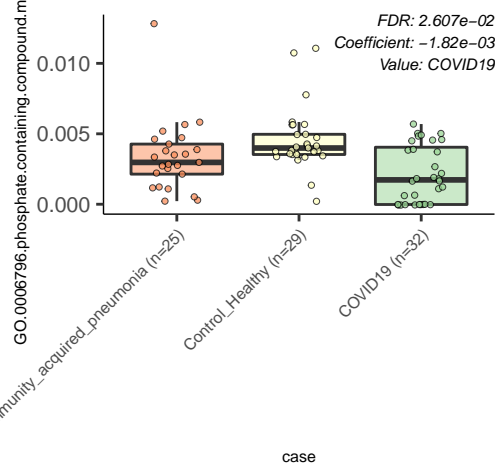 FDR: 2.607e−02
Coefficient: −1.82e−03
Value: COVID19
GO.0006796.phosphate.containing.compound.m
0.010
0.005
0.000
munity_acquired_pneumonia (n=25)
Control_Healthy (n=29)
COVID19 (n=32)
case